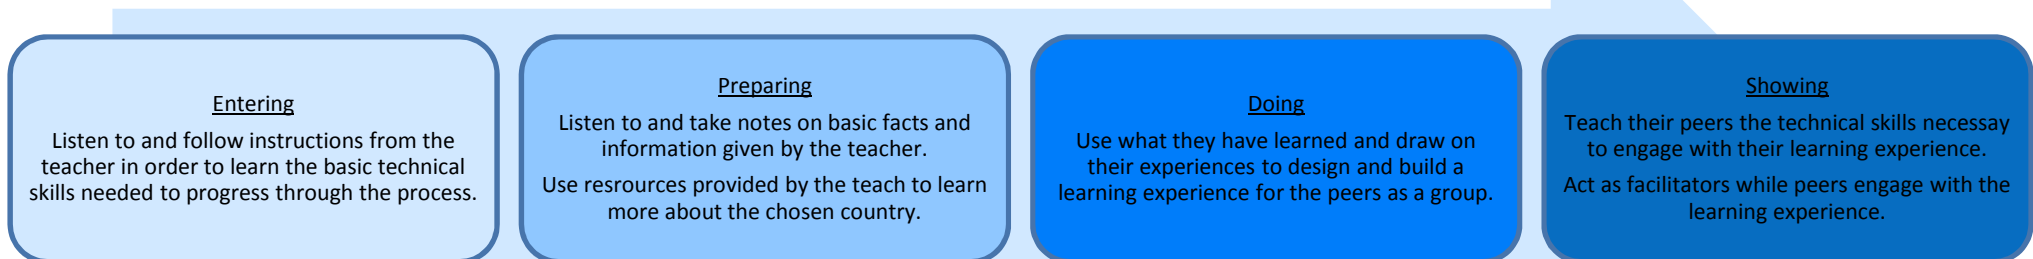 Entering
Listen to and follow instructions from the
teacher in order to learn the basic technical
skills needed to progress through the process.
Preparing
Listen to and take notes on basic facts and
information given by the teacher.
Use resrources provided by the teach to learn
more about the chosen country.
Doing
Use what they have learned and draw on
their experiences to design and build a
learning experience for the peers as a group.
Showing
Teach their peers the technical skills necessay
to engage with their learning experience.
Act as facilitators while peers engage with the
learning experience.